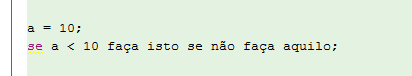 a = 10;
se a < 10 faça isto se não faça aquilo;